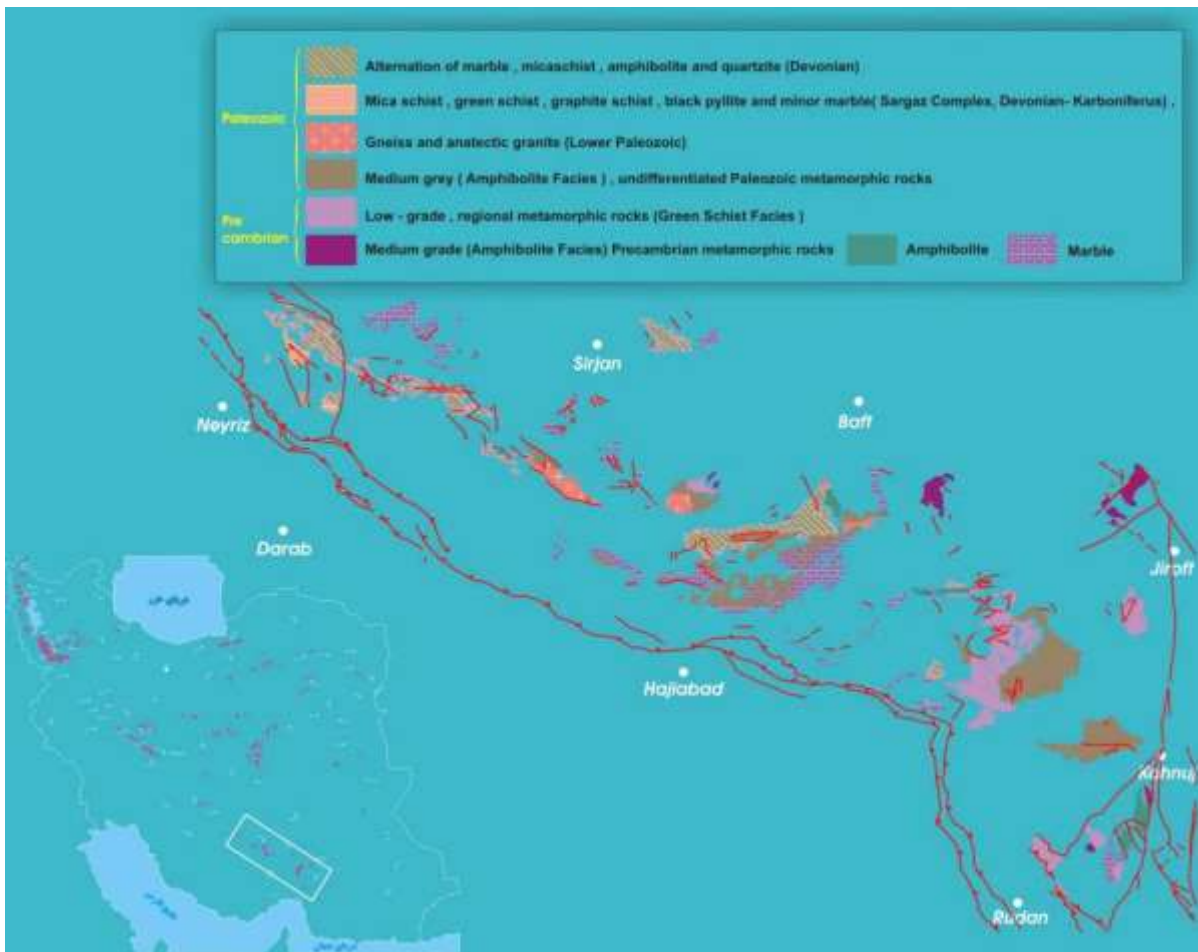 Paleozoic
Alternation of marble , micaschist , amphibolite and quartzite (Devonian)
Mica schist , green schist , graphite schist , black pyllite and minor marble( Sargaz Complex, Devonian- Karboniferus) ,
Gneiss and anatectic granite (Lower Paleozoic)
Medium grey ( Amphibolite Facies ) , undifferentiated Paleozoic metamorphic rocks
Pre cambrian
Low - grade , regional metamorphic rocks (Green Schist Facies )
Medium grade (Amphibolite Facies) Precambrian metamorphic rocks
Amphibolite
Marble
Sirjan
Neyriz
Baft
Darab
Jiroft
Hajiabad
Kahnuj
Rudan